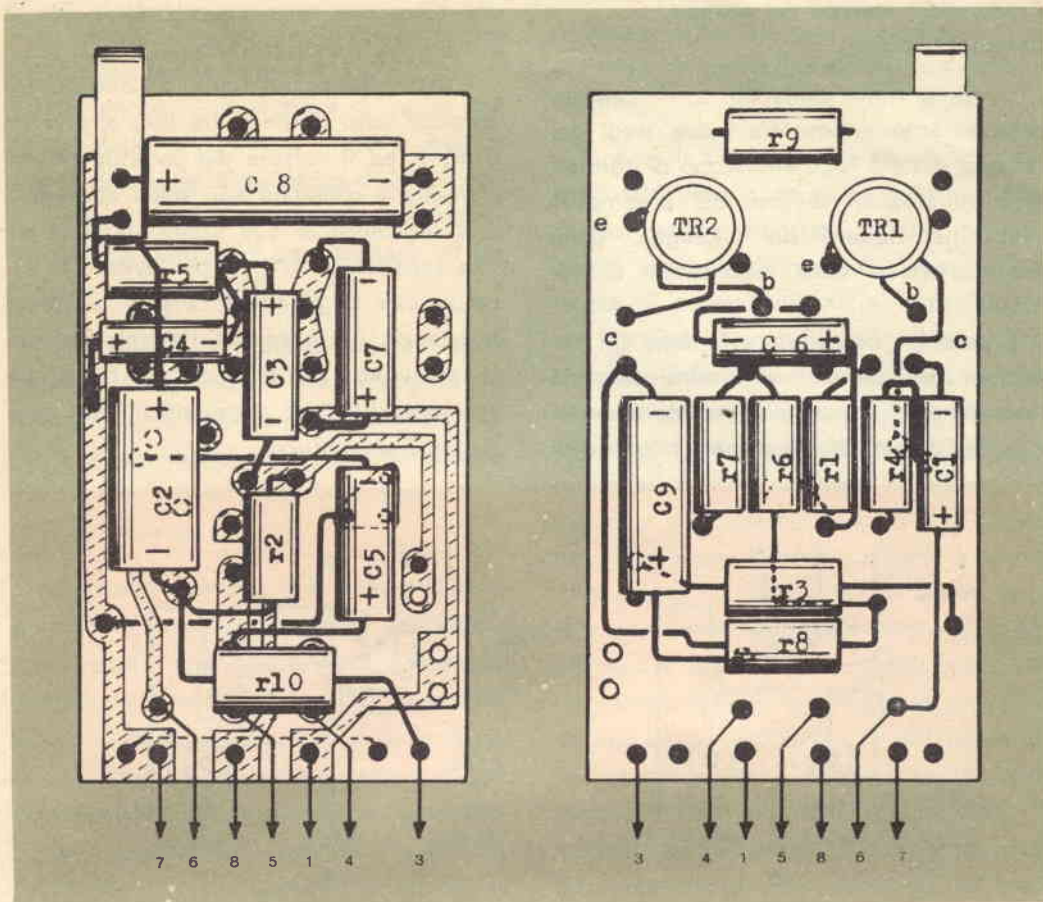 + C 8 -
r5
+ C4 -
+ C3 -
- C7 +
+ C2 -
r2
+ C5
r10
7 6 8 5 1 4 3
r9
TR2
TR1
e
e
b
b
c
c
- C 6 +
C9 +
r7
r6
r1
r4
- C1 +
r3
r8
3 4 1 5 8 6 7